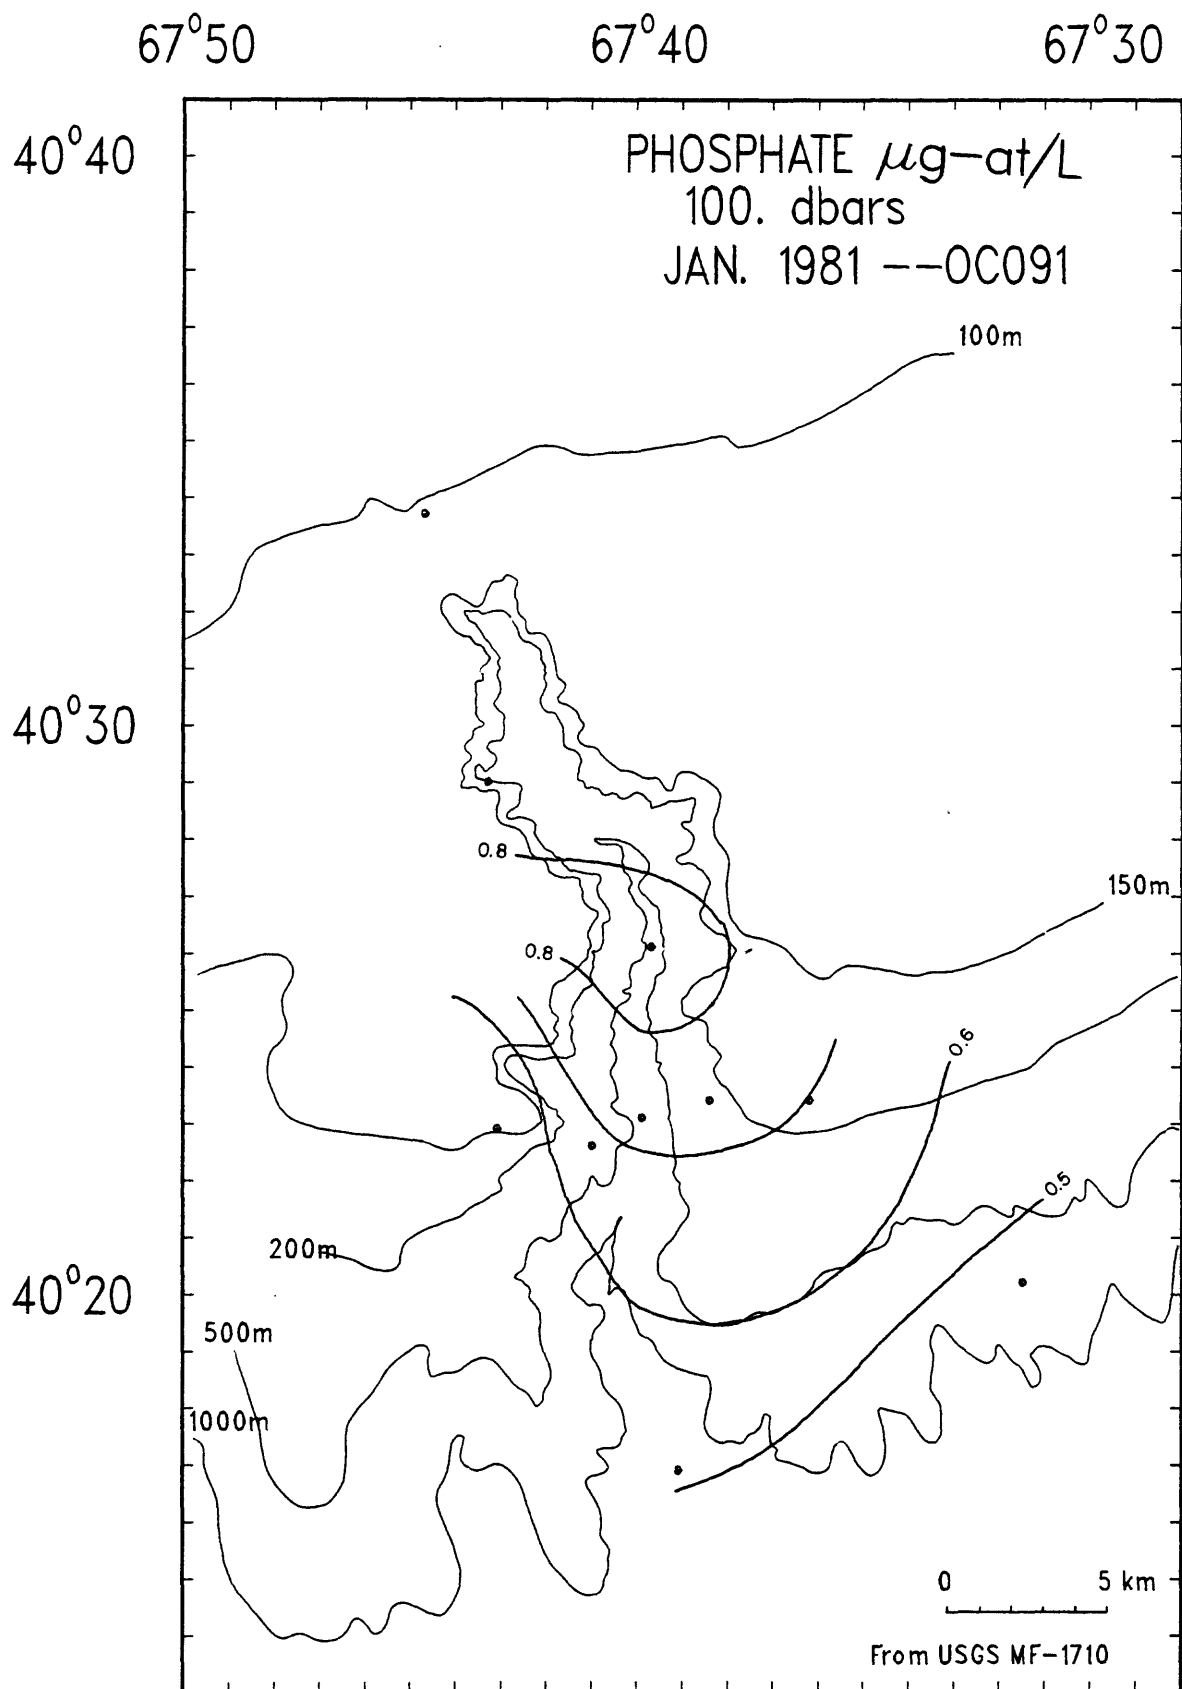 67°50 67°40 67°30
40°40
PHOSPHATE μg-at/L
100. dbars
JAN. 1981 --OC091
100m
40°30
0.8
150m
0.8
0.6
0.5
200m
40°20
500m
1000m
0 5 km
From USGS MF-1710